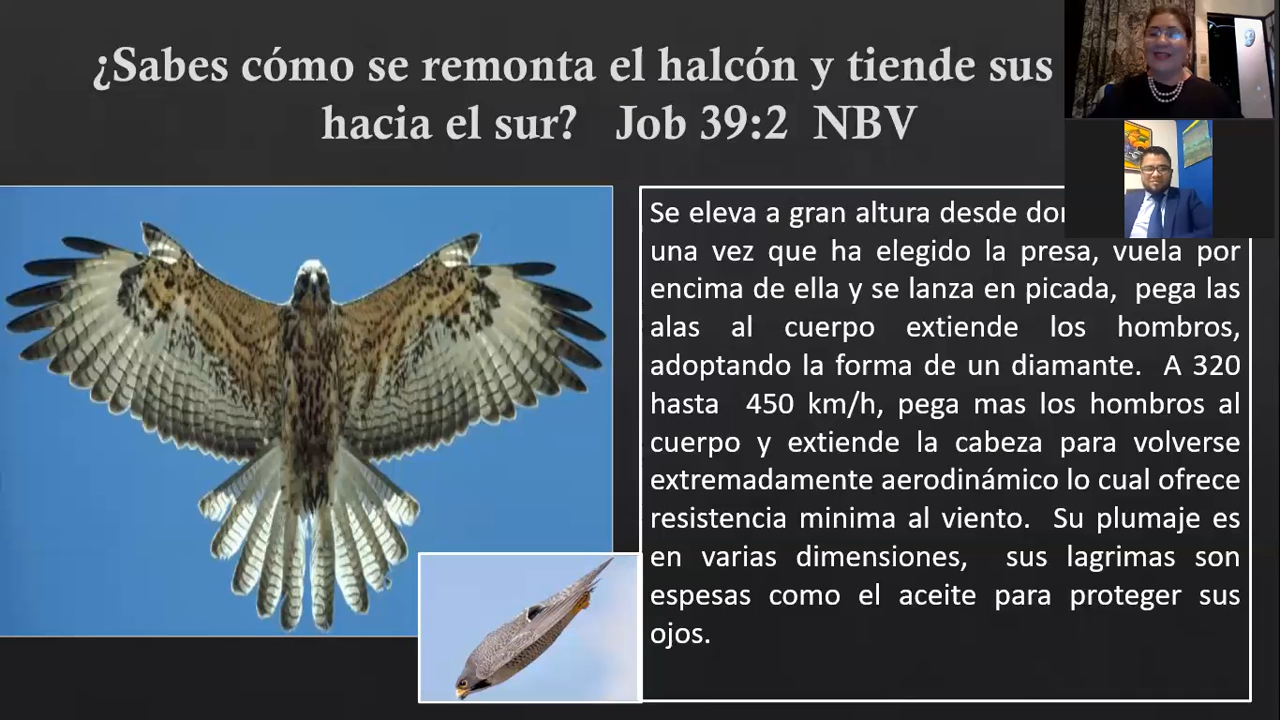 ¿Sabes cómo se remonta el halcón y tiende sus
hacia el sur? Job 39:2 NBV
Se eleva a gran altura desde
una vez que ha elegido la presa, vuela por
encima de ella y se lanza en picada, pega las
alas al cuerpo extiende los hombros,
adoptando la forma de un diamante. A 320
hasta 450 km/h, pega mas los hombros al
cuerpo y extiende la cabeza para volverse
extremadamente aerodinámico lo cual ofrece
resistencia minima al viento. Su plumaje es
en varias dimensiones, sus lagrimas son
espesas como el aceite para proteger sus
ojos.